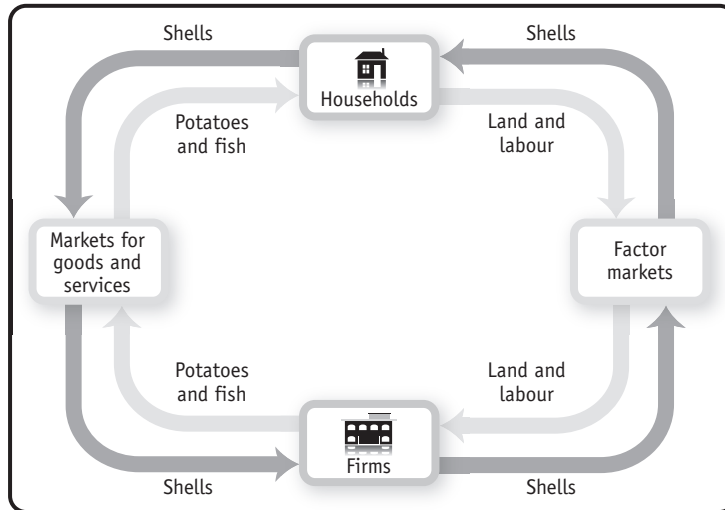 Shells
Shells
Households
Potatoes
and fish
Land and
labour
Markets for
goods and
services
Factor
markets
Potatoes
and fish
Land and
labour
Firms
Shells
Shells